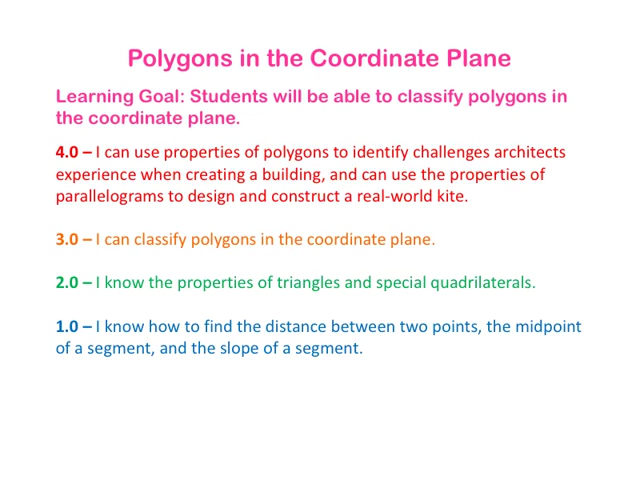 Polygons in the Coordinate Plane
Learning Goal: Students will be able to classify polygons in
the coordinate plane.
4.0 – I can use properties of polygons to identify challenges architects
experience when creating a building, and can use the properties of
parallelograms to design and construct a real-world kite.
3.0 – I can classify polygons in the coordinate plane.
2.0 – I know the properties of triangles and special quadrilaterals.
1.0 – I know how to find the distance between two points, the midpoint
of a segment, and the slope of a segment.